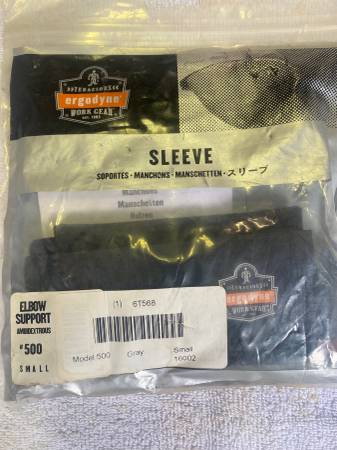 ergodyne
WORK GEAR
SLEEVE
SOPORTES · MANCHONS · MANSCHETTEN · スリーブ
Manchons
Manschetten
ergodyne
WORK GEAR
ELBOW
SUPPORT
AMBIDEXTROUS
#500
SMALL
(1) 6T568
Model 500 Gray Small
16002